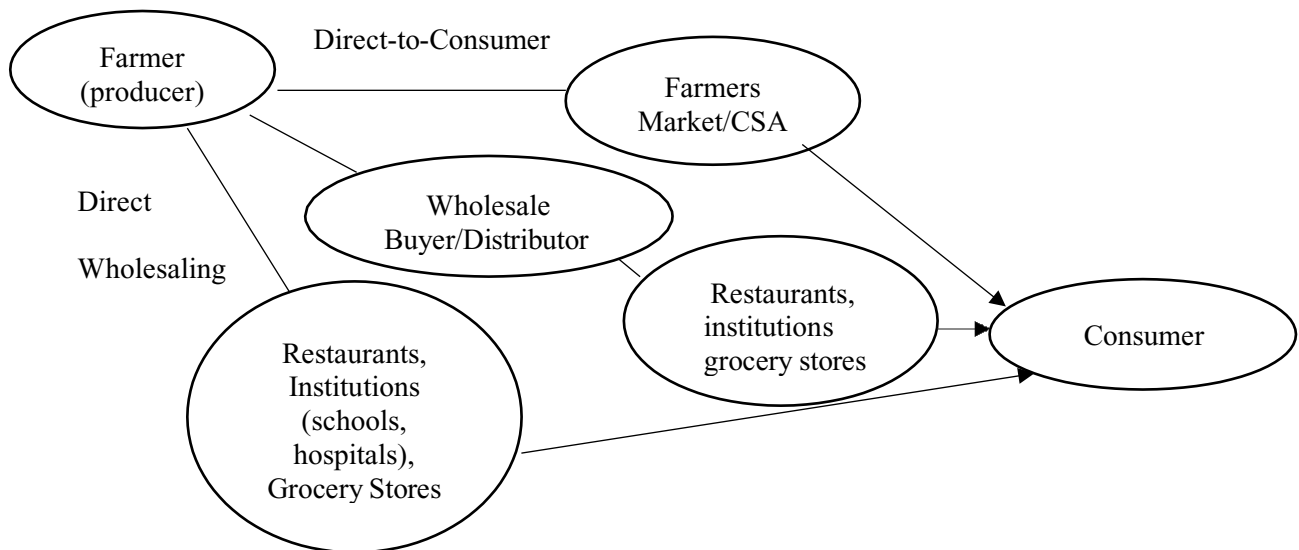 Farmer
(producer)
Direct-to-Consumer
Farmers
Market/CSA
Direct
Wholesaling
Wholesale
Buyer/Distributor
Restaurants,
institutions
grocery stores
Consumer
Restaurants,
Institutions
(schools,
hospitals),
Grocery Stores